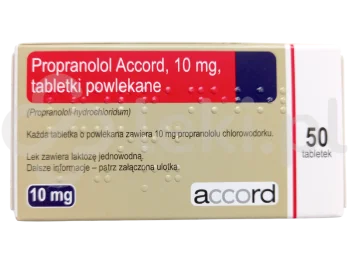 Propranolol Accord, 10 mg,
tabletki powlekane
(Propranololi hydrochloridum)
Każda tabletka o powlekana zawiera 10 mg propranololu chlorowodorku.
Lek zawiera laktozę jednowodną.
Dalsze informacje – patrz załączona ulotka.
10 mg
accord
50
tabletek